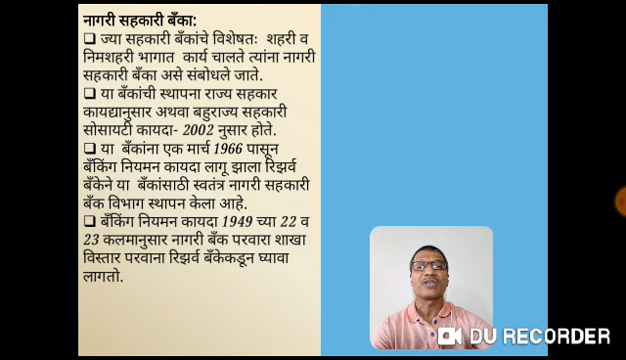 नागरी सहकारी बँका:
❑ ज्या सहकारी बँकांचे विशेषतः शहरी व
निमशहरी भागात कार्य चालते त्यांना नागरी
सहकारी बँका असे संबोधले जाते.
❑ या बँकांची स्थापना राज्य सहकार
कायद्यानुसार अथवा बहुराज्य सहकारी
सोसायटी कायदा- 2002 नुसार होते.
❑ या बँकांना एक मार्च 1966 पासून
बँकिंग नियमन कायदा लागू झाला रिझर्व
बँकेने या बँकांसाठी स्वतंत्र नागरी सहकारी
बँक विभाग स्थापन केला आहे.
❑ बँकिंग नियमन कायदा 1949 च्या 22 व
23 कलमानुसार नागरी बँक परवारा शाखा
विस्तार परवाना रिझर्व बँकेकडून घ्यावा
लागतो.
DU RECORDER